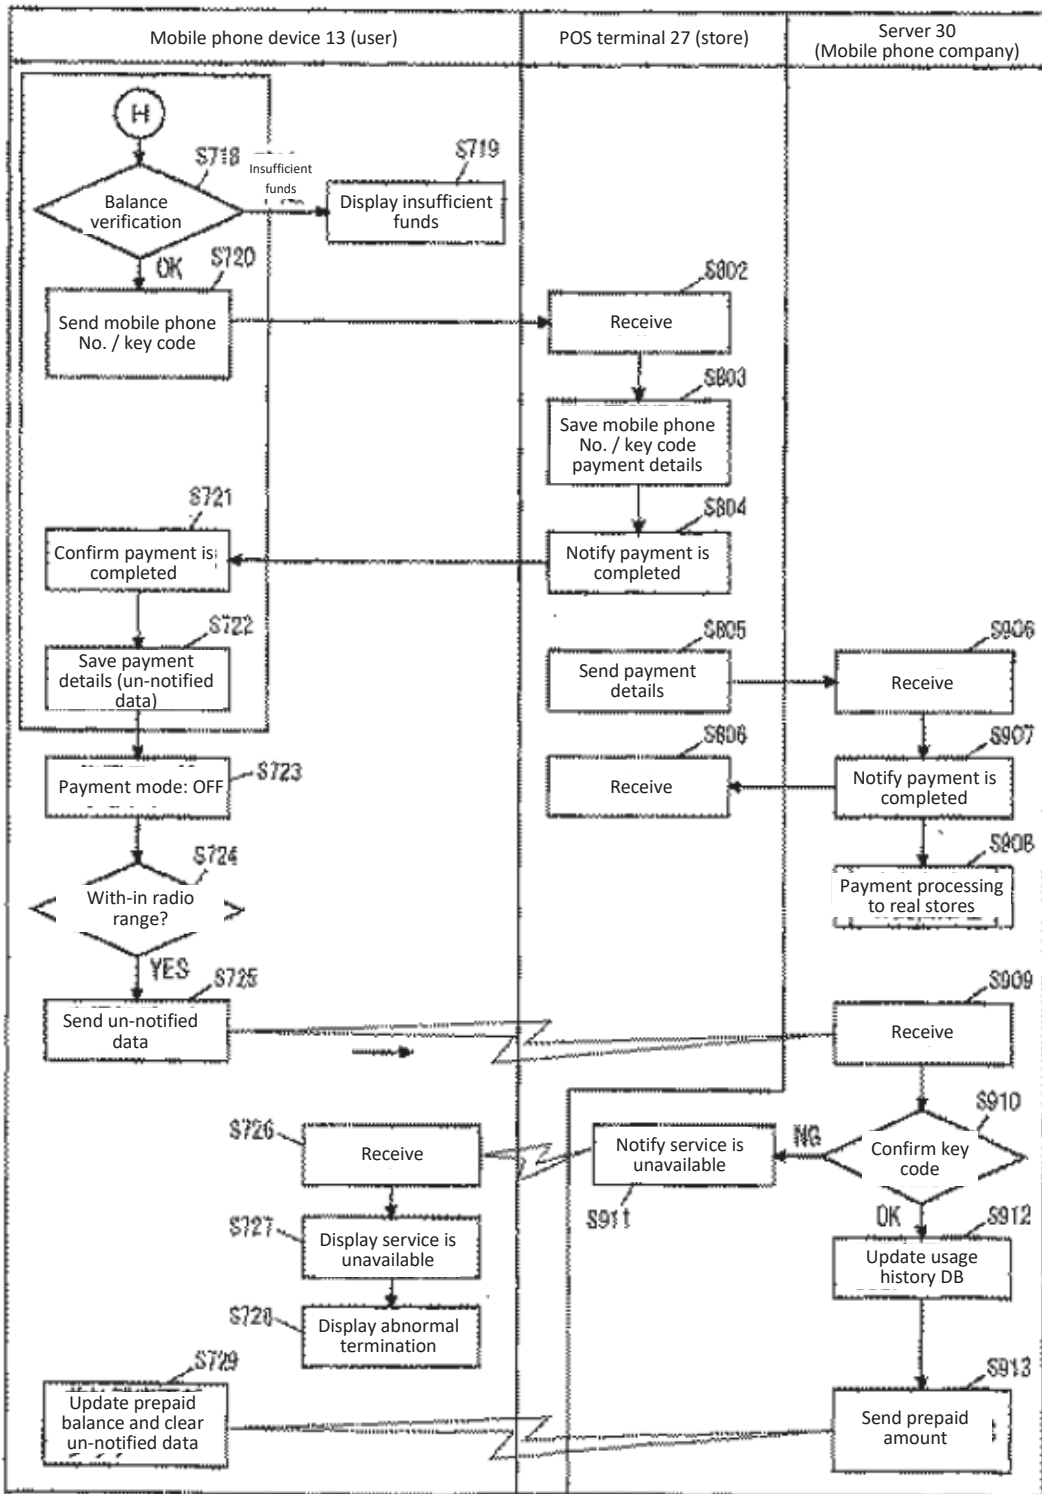 Mobile phone device 13 (user)
POS terminal 27 (store)
Server 30
(Mobile phone company)
H
S718
Balance
verification
Insufficient
funds
S719
Display insufficient
funds
OK
S720
Send mobile phone
No. / key code
S802
Receive
S803
Save mobile phone
No. / key code
payment details
S721
Confirm payment is
completed
S804
Notify payment is
completed
S722
Save payment
details (un-notified
data)
S805
Send payment
details
S906
Receive
S723
Payment mode: OFF
S806
Receive
S907
Notify payment is
completed
S724
With-in radio
range?
S908
Payment processing
to real stores
YES
S725
Send un-notified
data
S909
Receive
S726
Receive
Notify service is
unavailable
S911
NG
S910
Confirm key
code
OK
S727
Display service is
unavailable
S912
Update usage
history DB
S728
Display abnormal
termination
S729
Update prepaid
balance and clear
un-notified data
S913
Send prepaid
amount